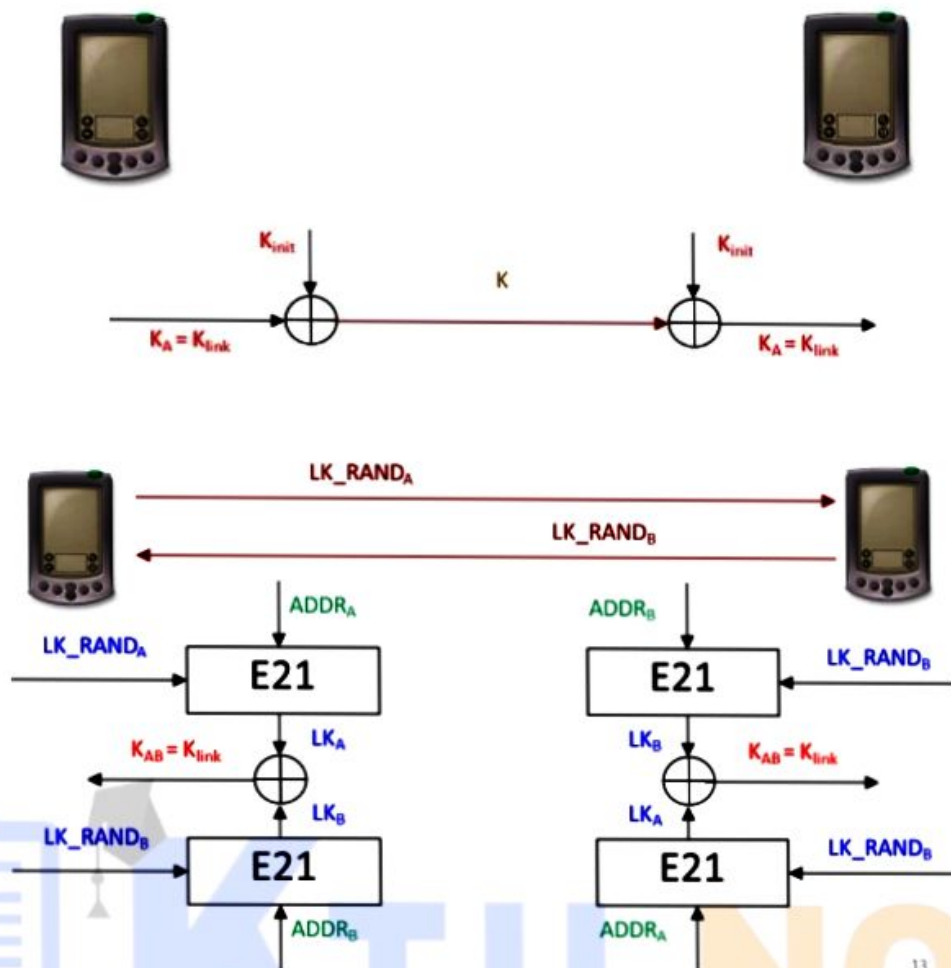 K_init
K_init
K
K_A = K_link
K_A = K_link
LK_RAND_A
LK_RAND_B
ADDR_A
ADDR_B
LK_RAND_A
LK_RAND_B
E21
E21
LK_A
LK_B
K_AB = K_link
K_AB = K_link
LK_B
LK_A
LK_RAND_B
LK_RAND_B
E21
E21
ADDR_B
ADDR_A
13